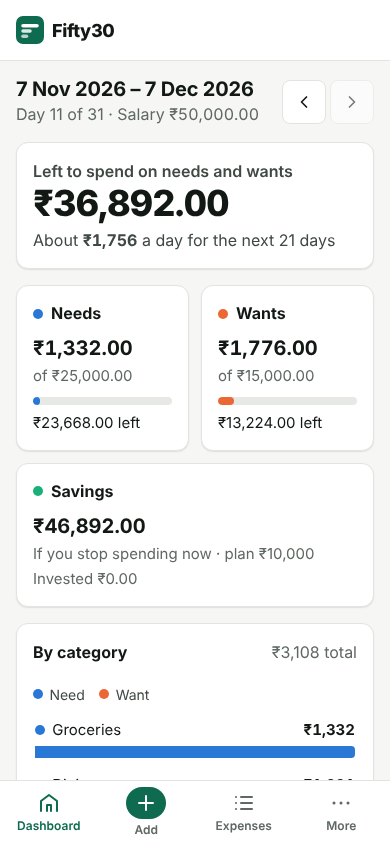 Fifty30
7 Nov 2026 – 7 Dec 2026
Day 11 of 31 · Salary ₹50,000.00
Left to spend on needs and wants
₹36,892.00
About ₹1,756 a day for the next 21 days
Needs
₹1,332.00
of ₹25,000.00
₹23,668.00 left
Wants
₹1,776.00
of ₹15,000.00
₹13,224.00 left
Savings
₹46,892.00
If you stop spending now · plan ₹10,000
Invested ₹0.00
By category ₹3,108 total
Need Want
Groceries ₹1,332
Dashboard Add Expenses More